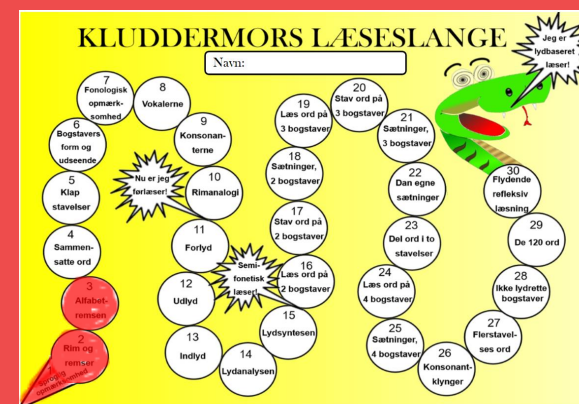 KLUDDERMORS LÆSESLANGE
Navn:
Jeg er
lydbaseret
læser!
1
Sproglig
opmærksomhed
2
Rim og
remser
3
Alfabet-
remsen
4
Sammen-
satte ord
5
Klap
stavelser
6
Bogstavers
form og
udseende
7
Fonologisk
opmærk-
somhed
8
Vokalerne
9
Konsonan-
terne
10
Rimanalogi
Nu er jeg
førlæser!
11
Forlyd
12
Udlyd
13
Indlyd
14
Lydanalysen
15
Lydsyntesen
16
Læs ord på
2 bogstaver
Semi-
fonetisk
læser!
17
Stav ord på
2 bogstaver
18
Sætninger,
2 bogstaver
19
Læs ord på
3 bogstaver
20
Stav ord på
3 bogstaver
21
Sætninger,
3 bogstaver
22
Dan egne
sætninger
23
Del ord i to
stavelser
24
Læs ord på
4 bogstaver
25
Sætninger,
4 bogstaver
26
Konsonant-
klynger
27
Flerstavel-
ses ord
28
Ikke lydrette
bogstaver
29
De 120 ord
30
Flydende
refleksiv
læsning